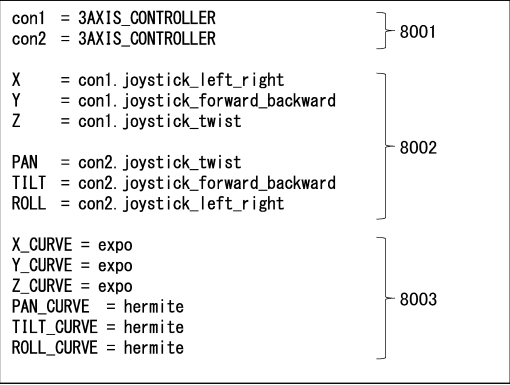 con1 = 3AXIS_CONTROLLER
con2 = 3AXIS_CONTROLLER
8001
X = con1.joystick_left_right
Y = con1.joystick_forward_backward
Z = con1.joystick_twist
8002
PAN = con2.joystick_twist
TILT = con2.joystick_forward_backward
ROLL = con2.joystick_left_right
X_CURVE = expo
Y_CURVE = expo
Z_CURVE = expo
PAN_CURVE = hermite
8003
TILT_CURVE = hermite
ROLL_CURVE = hermite